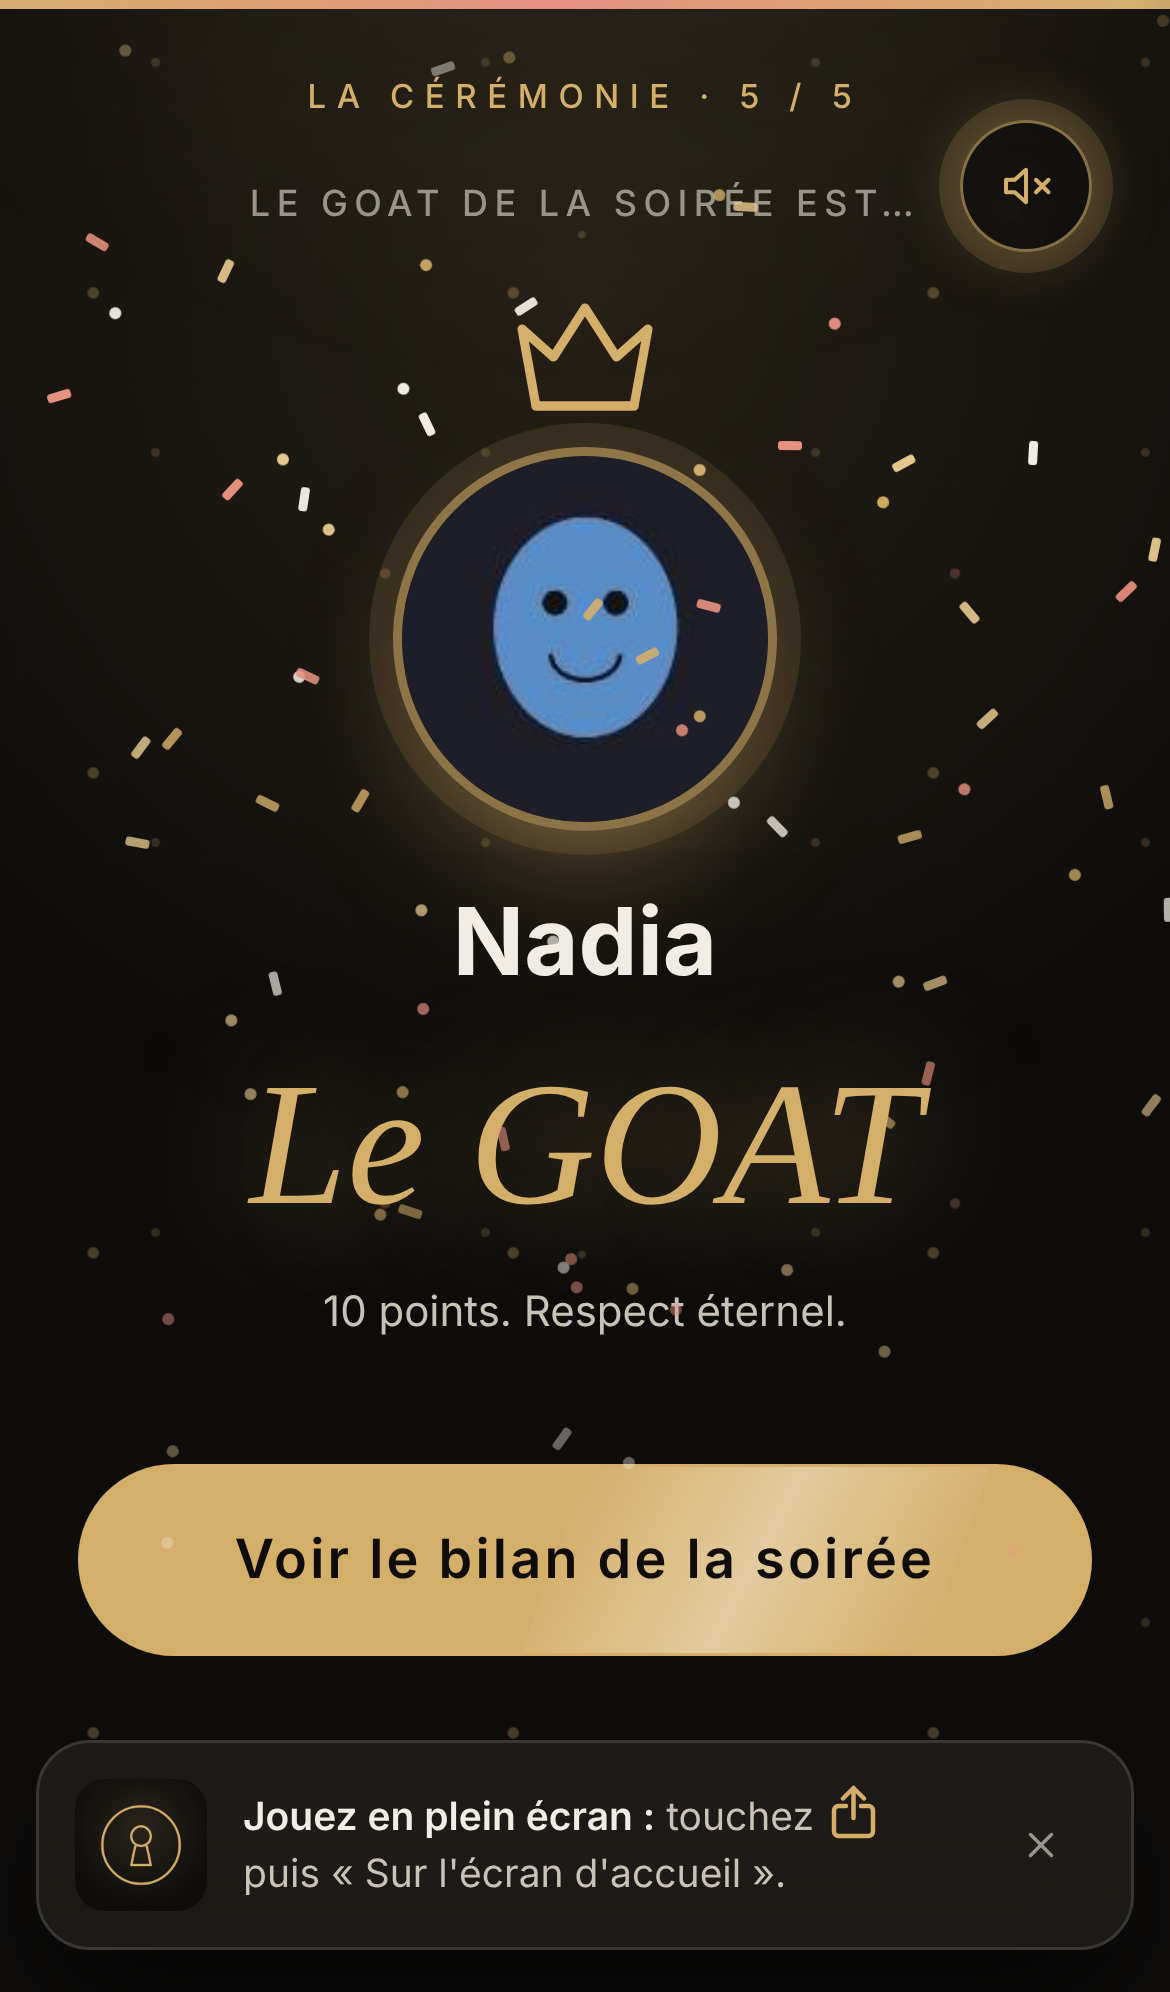 LA CÉRÉMONIE · 5 / 5
LE GOAT DE LA SOIRÉE EST...
Nadia
Le GOAT
10 points. Respect éternel.
Voir le bilan de la soirée
Jouez en plein écran : touchez
puis « Sur l'écran d'accueil ».